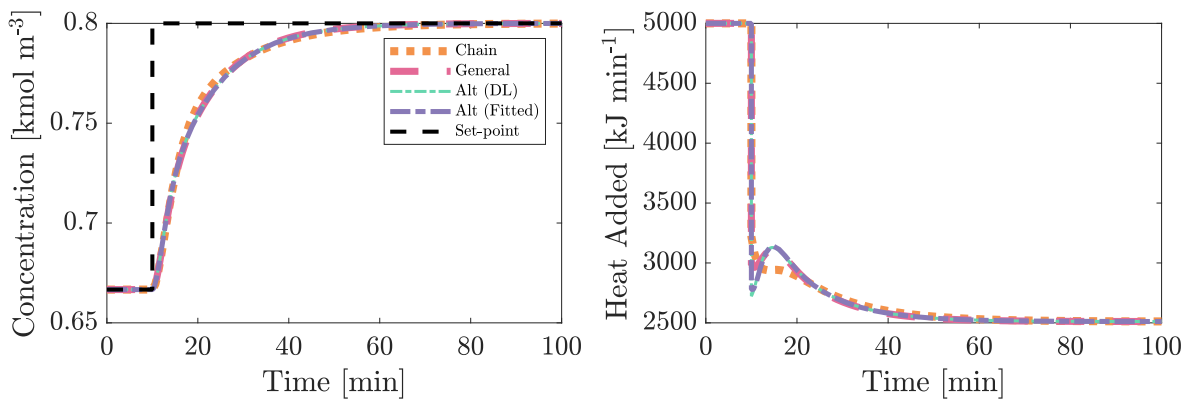 Concentration [kmol m-3]
0.8
0.75
0.7
0.65
0
20
40
60
80
100
Time [min]
Chain
General
Alt (DL)
Alt (Fitted)
Set-point
Heat Added [kJ min-1]
5000
4500
4000
3500
3000
2500
0
20
40
60
80
100
Time [min]